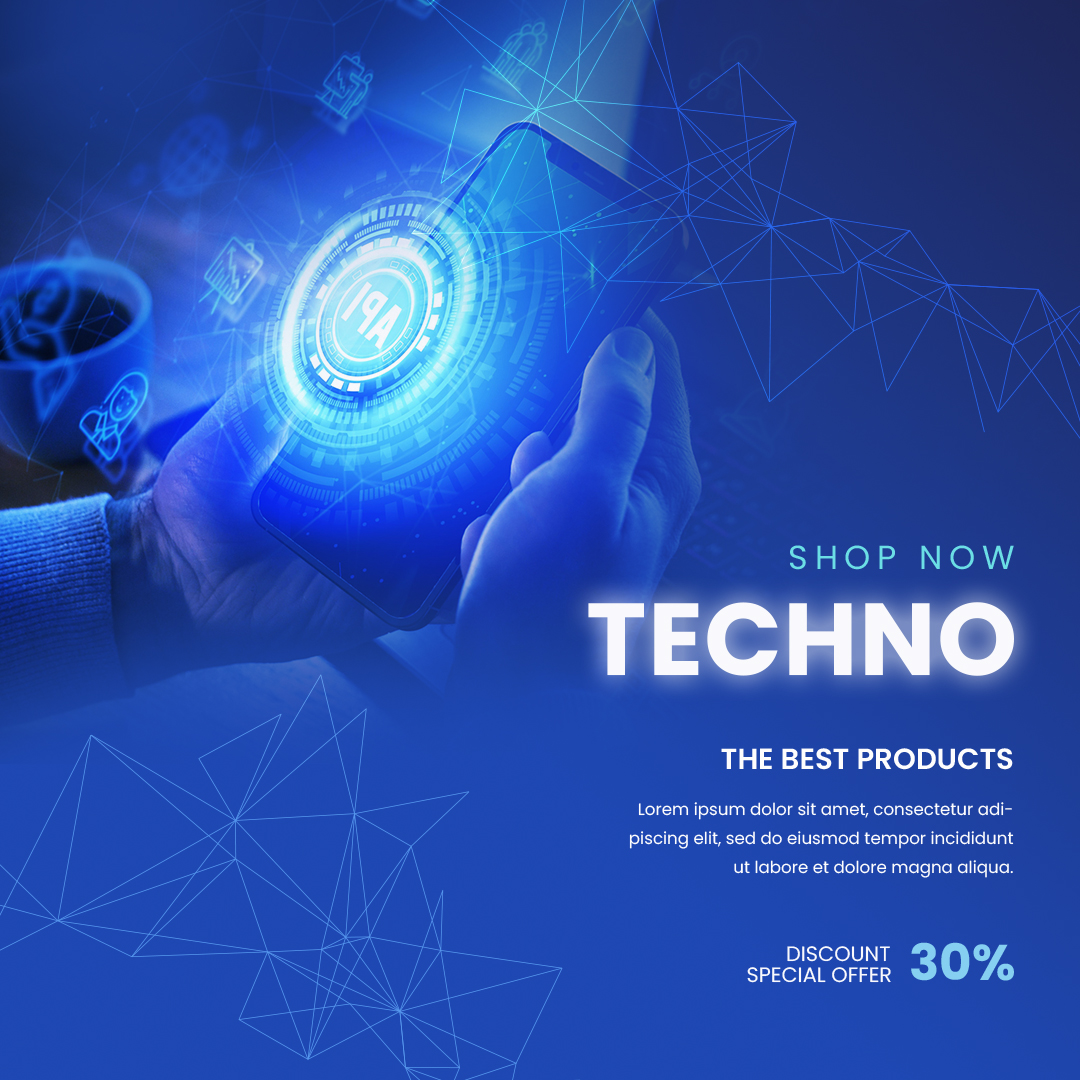 API
SHOP NOW
TECHNO
THE BEST PRODUCTS
Lorem ipsum dolor sit amet, consectetur adi-
piscing elit, sed do eiusmod tempor incididunt
ut labore et dolore magna aliqua.
DISCOUNT
SPECIAL OFFER
30%